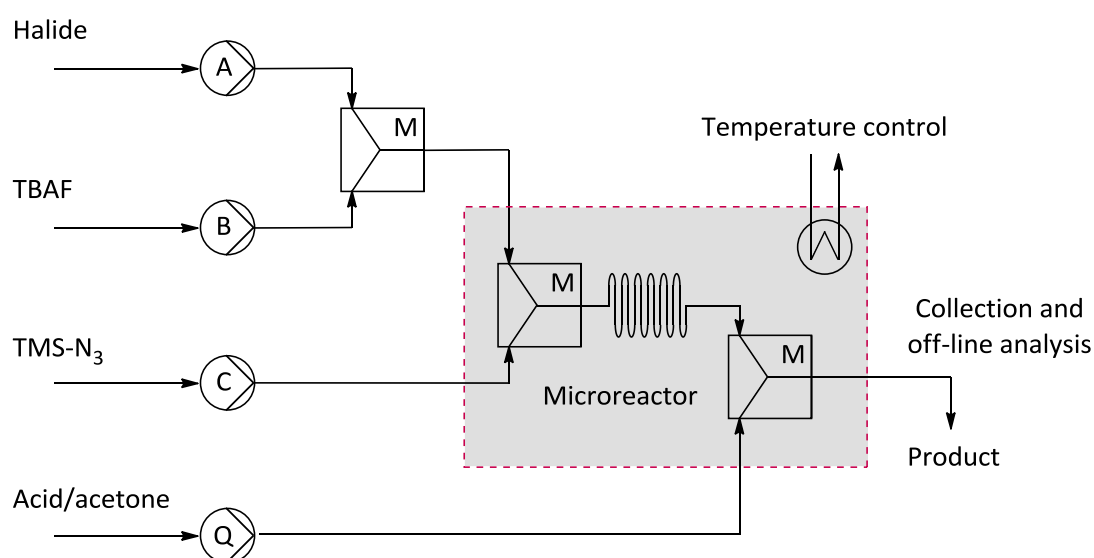 Halide
A
M
TBAF
B
Temperature control
M
TMS-N₃
C
Microreactor
M
Collection and
off-line analysis
Product
Acid/acetone
Q